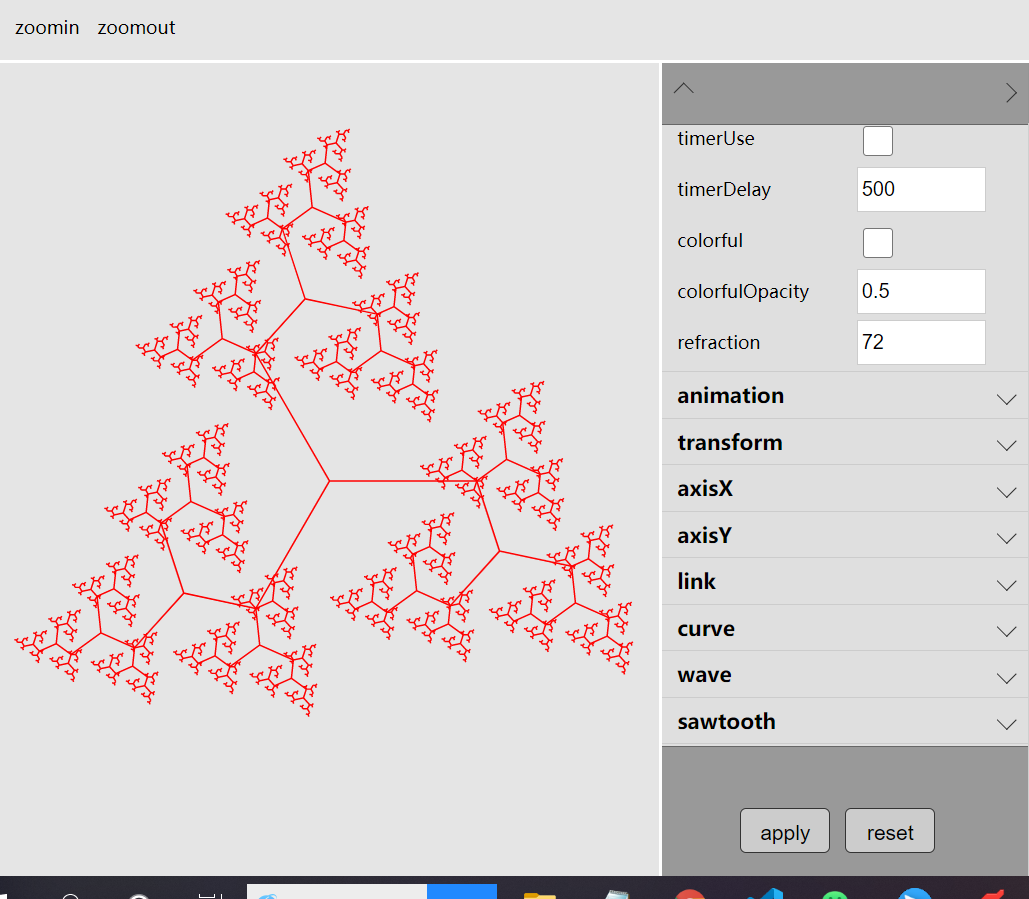 zoomin zoomout
timerUse
timerDelay 500
colorful
colorfulOpacity 0.5
refraction 72
animation
transform
axisX
axisY
link
curve
wave
sawtooth
apply reset